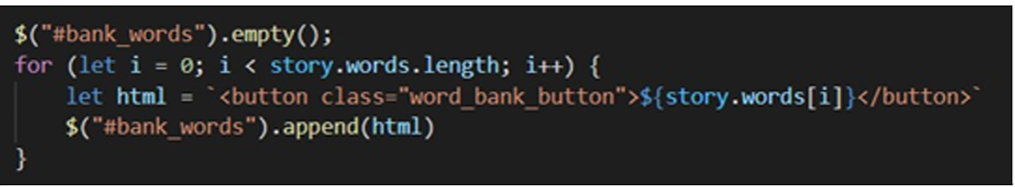 $("#bank_words").empty();
for (let i = 0; i < story.words.length; i++) {
    let html = `<button class="word_bank_button">${story.words[i]}</button>`
    $("#bank_words").append(html)
}